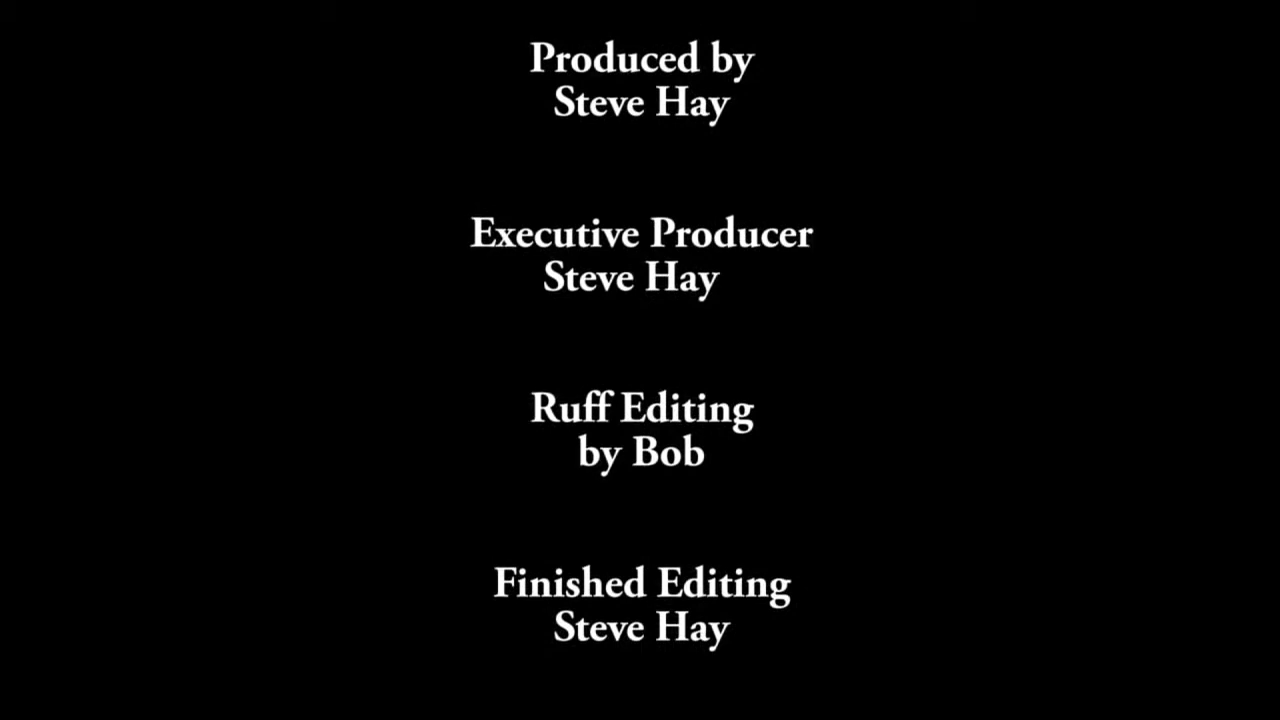 Produced by
Steve Hay
Executive Producer
Steve Hay
Ruff Editing
by Bob
Finished Editing
Steve Hay